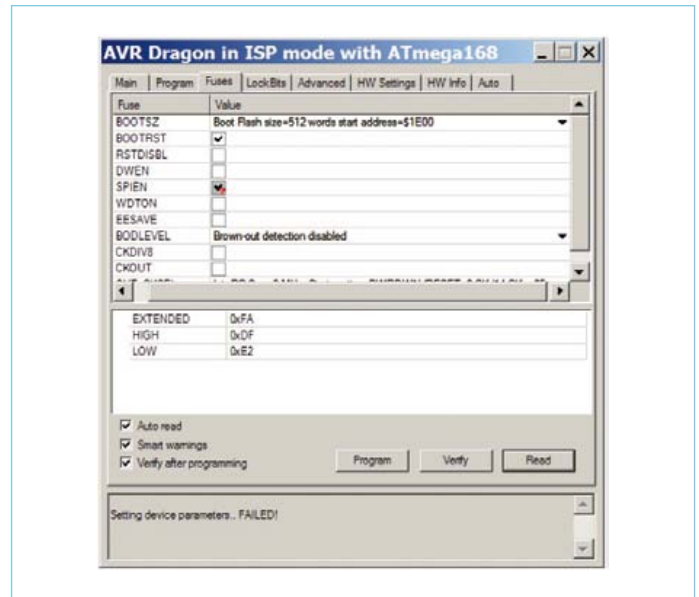 AVR Dragon in ISP mode with ATmega168
Main Program Fuses LockBits Advanced HW Settings HW Info Auto
Fuse Value
BOOTSZ Boot Flash size=512 words start address=$1E00
BOOTRST
RSTDISBL
DWEN
SPIEN
WDTON
EESAVE
BODLEVEL Brown-out detection disabled
CKDIV8
CKOUT
EXTENDED 0xFA
HIGH 0xDF
LOW 0xE2
Auto read
Smart warnings
Verify after programming
Program Verify Read
Setting device parameters.. FAILED!